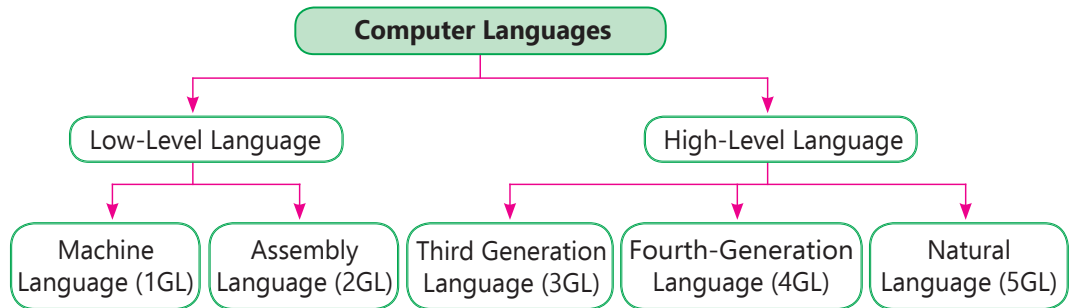 Computer Languages
Low-Level Language
High-Level Language
Machine
Language (1GL)
Assembly
Language (2GL)
Third Generation
Language (3GL)
Fourth-Generation
Language (4GL)
Natural
Language (5GL)